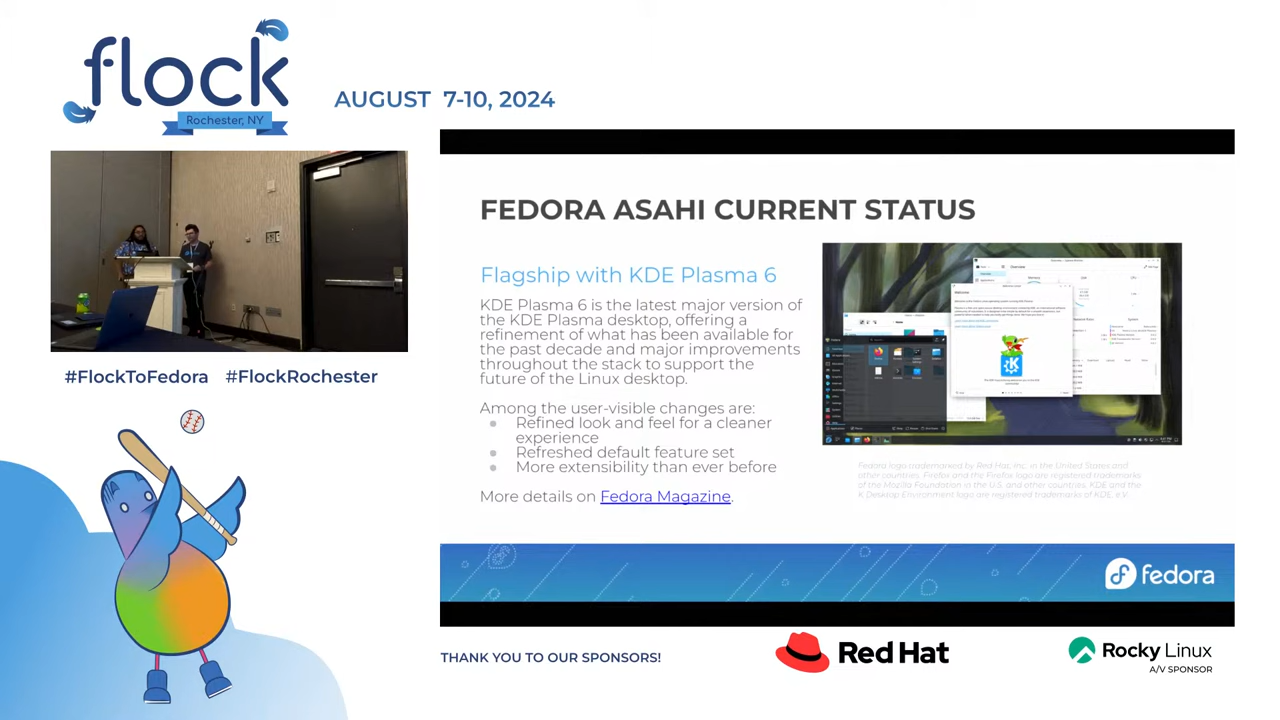 flock
Rochester, NY
AUGUST 7-10, 2024
#FlockToFedora #FlockRochester
FEDORA ASAHI CURRENT STATUS
Flagship with KDE Plasma 6
KDE Plasma 6 is the latest major version of
the KDE Plasma desktop, offering a
refinement of what has been available for
the past decade and major improvements
throughout the stack to support the
future of the Linux desktop.
Among the user-visible changes are:
Refined look and feel for a cleaner
experience
Refreshed default feature set
More extensibility than ever before
More details on Fedora Magazine.
Fedora logo trademarked by Red Hat, Inc. in the United States and
other countries. Firefox and the Firefox logo are registered trademarks
of the Mozilla Foundation in the U.S. and other countries. KDE and the
K Desktop Environment logo are registered trademarks of KDE, e.V.
fedora
THANK YOU TO OUR SPONSORS!
Red Hat
Rocky Linux
A/V SPONSOR